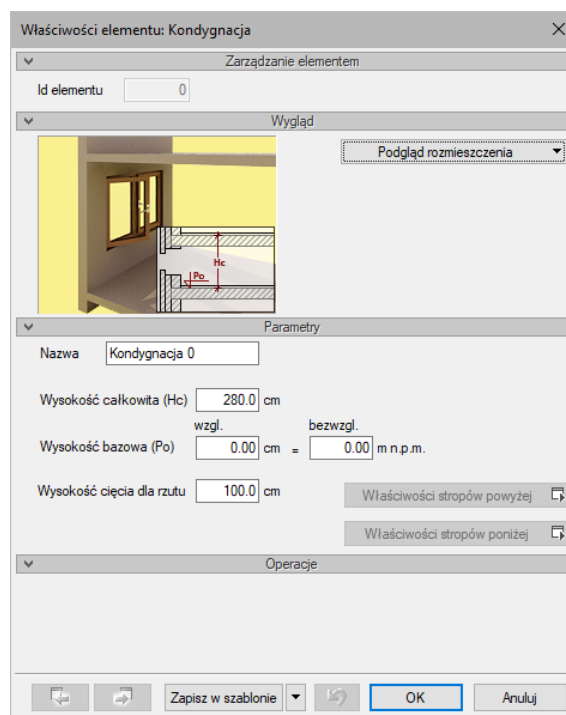 Właściwości elementu: Kondygnacja
Zarządzanie elementem
Id elementu 0
Wygląd
Podgląd rozmieszczenia
Hc
Po
Parametry
Nazwa Kondygnacja 0
Wysokość całkowita (Hc) 280.0 cm
wzgl. bezwzgl.
Wysokość bazowa (Po) 0.00 cm = 0.00 m n.p.m.
Wysokość cięcia dla rzutu 100.0 cm
Właściwości stropów powyżej
Właściwości stropów poniżej
Operacje
Zapisz w szablonie OK Anuluj